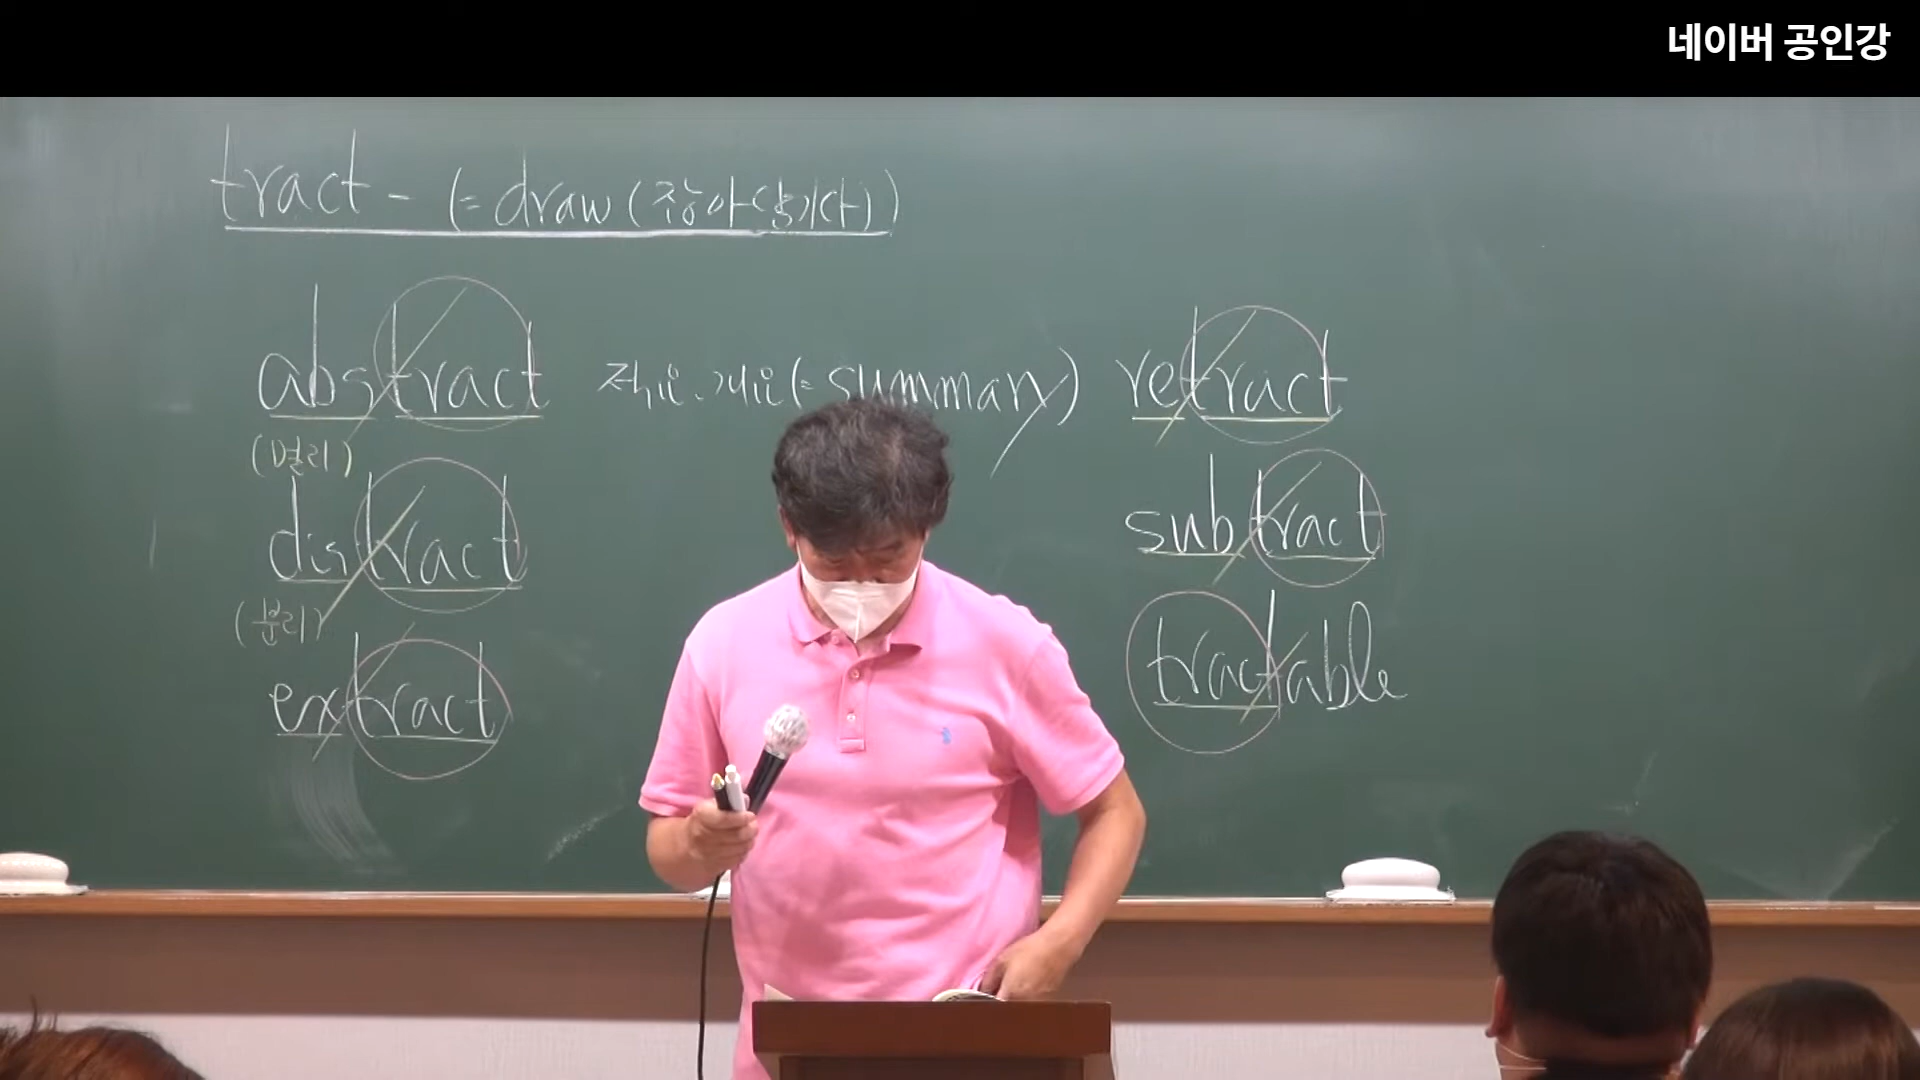 네이버 공인강
tract - (= draw (잡아당기다))
abstract 적요.개요 (= summary)
(멀리)
distract
(분리)
extract
retract
subtract
tractable